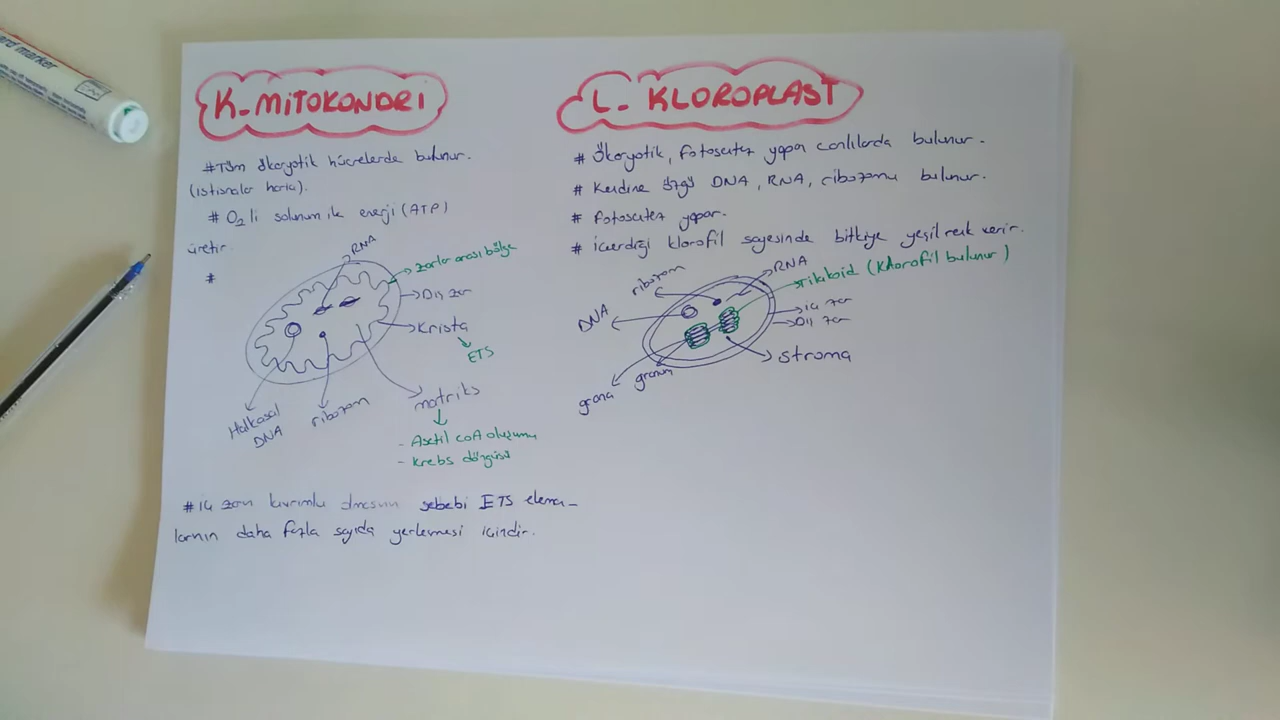 ard marker
K-MİTOKONDRİ
#Tüm ökaryotik hücrelerde bulunur.
(istisnalar hariç).
# O2 li solunum ile enerji (ATP)
üretir.
#
RNA
zarlar arası bölge
Dış zar
Krista
ETS
matriks
- Asetil coA oluşumu
- Krebs döngüsü
ribozom
Halkasal
DNA
#iç zarın kıvrımlı olmasının sebebi ETS eleman-
larının daha fazla sayıda yerleşmesi içindir.
L- KLOROPLAST
# Ökaryotik, fotosentez yapan canlılarda bulunur.
# Kendine özgü DNA, RNA, ribozomu bulunur.
# fotosentez yapar.
# içerdiği klorofil sayesinde bitkiye yeşil renk verir.
ribozom
RNA
Tilakoid (Klorofil bulunur)
DNA
iç zar
Dış zar
stroma
granum
grana